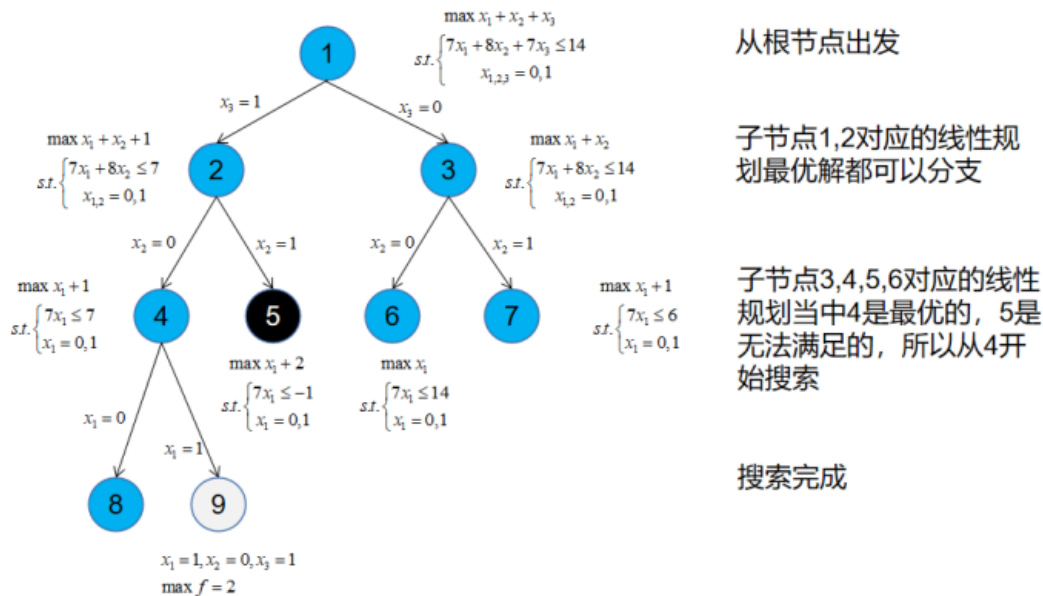 max x₁ + x₂ + x₃
1
s.t. { 7x₁ + 8x₂ + 7x₃ ≤ 14
x₁,₂,₃ = 0,1
从根节点出发
x₃ = 1
x₃ = 0
max x₁ + x₂ + 1
2
s.t. { 7x₁ + 8x₂ ≤ 7
x₁,₂ = 0,1
3
max x₁ + x₂
s.t. { 7x₁ + 8x₂ ≤ 14
x₁,₂ = 0,1
子节点1,2对应的线性规
划最优解都可以分支
x₂ = 0
x₂ = 1
x₂ = 0
x₂ = 1
max x₁ + 1
s.t. { 7x₁ ≤ 7
x₁ = 0,1
4
5
6
7
max x₁ + 1
s.t. { 7x₁ ≤ 6
x₁ = 0,1
子节点3,4,5,6对应的线性
规划当中4是最优的，5是
无法满足的，所以从4开
始搜索
max x₁ + 2
s.t. { 7x₁ ≤ −1
x₁ = 0,1
max x₁
s.t. { 7x₁ ≤ 14
x₁ = 0,1
x₁ = 0
x₁ = 1
8
9
搜索完成
x₁ = 1, x₂ = 0, x₃ = 1
max f = 2